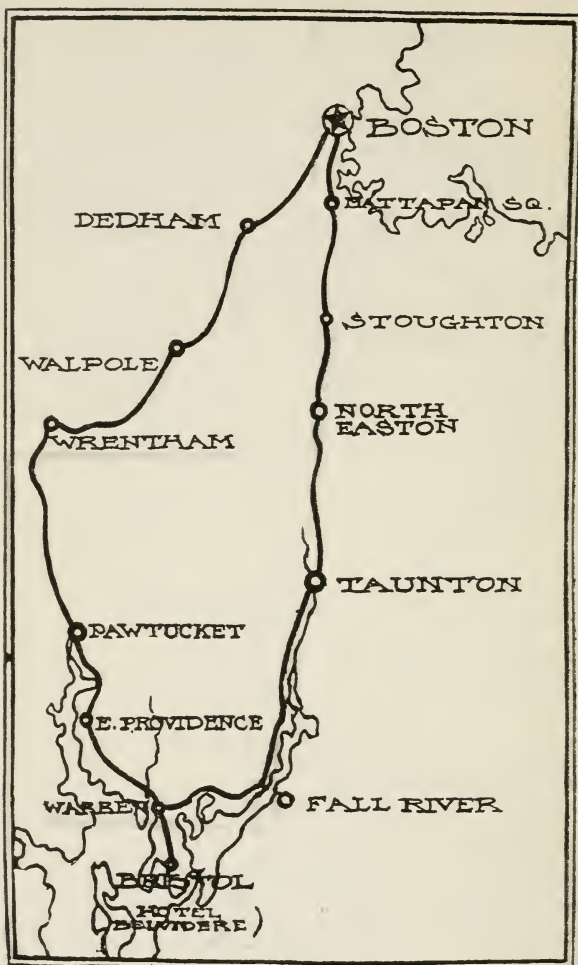 BOSTON
MATTAPAN SQ.
DEDHAM
STOUGHTON
WALPOLE
NORTH
EASTON
WRENTHAM
TAUNTON
PAWTUCKET
E. PROVIDENCE
WARREN
FALL RIVER
BRISTOL
(HOTEL
BELVIDERE)